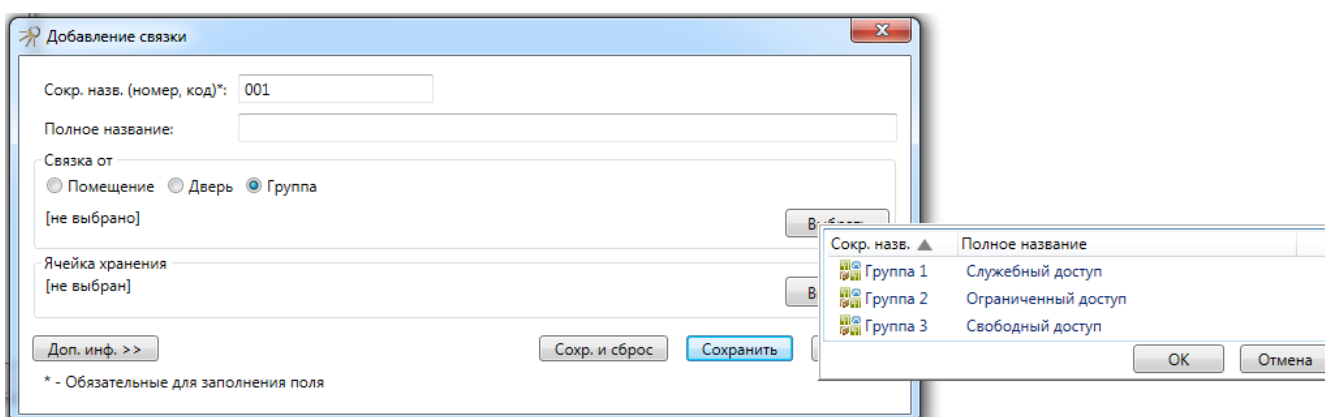 Добавление связки
Сокр. назв. (номер, код)*: 001
Полное название:
Связка от
Помещение Дверь Группа
[не выбрано]
Ячейка хранения
[не выбран]
Доп. инф. >> Сохр. и сброс Сохранить
* - Обязательные для заполнения поля
Сокр. назв. Полное название
Группа 1 Служебный доступ
Группа 2 Ограниченный доступ
Группа 3 Свободный доступ
OK Отмена